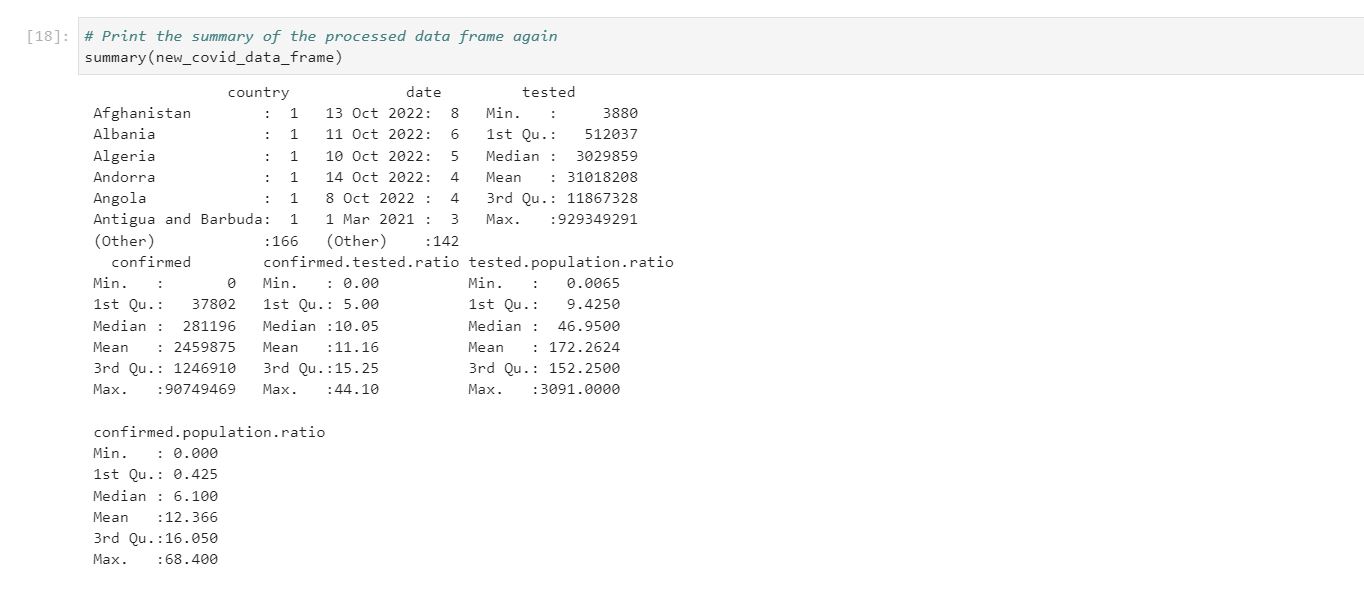 [18]: # Print the summary of the processed data frame again
summary(new_covid_data_frame)
country date tested
Afghanistan : 1 13 Oct 2022: 8 Min. : 3880
Albania : 1 11 Oct 2022: 6 1st Qu.: 512037
Algeria : 1 10 Oct 2022: 5 Median : 3029859
Andorra : 1 14 Oct 2022: 4 Mean : 31018208
Angola : 1 8 Oct 2022 : 4 3rd Qu.: 11867328
Antigua and Barbuda: 1 1 Mar 2021 : 3 Max. :929349291
(Other) :166 (Other) :142
confirmed confirmed.tested.ratio tested.population.ratio
Min. : 0 Min. : 0.00 Min. : 0.0065
1st Qu.: 37802 1st Qu.: 5.00 1st Qu.: 9.4250
Median : 281196 Median :10.05 Median : 46.9500
Mean : 2459875 Mean :11.16 Mean : 172.2624
3rd Qu.: 1246910 3rd Qu.:15.25 3rd Qu.: 152.2500
Max. :90749469 Max. :44.10 Max. :3091.0000
confirmed.population.ratio
Min. : 0.000
1st Qu.: 0.425
Median : 6.100
Mean :12.366
3rd Qu.:16.050
Max. :68.400